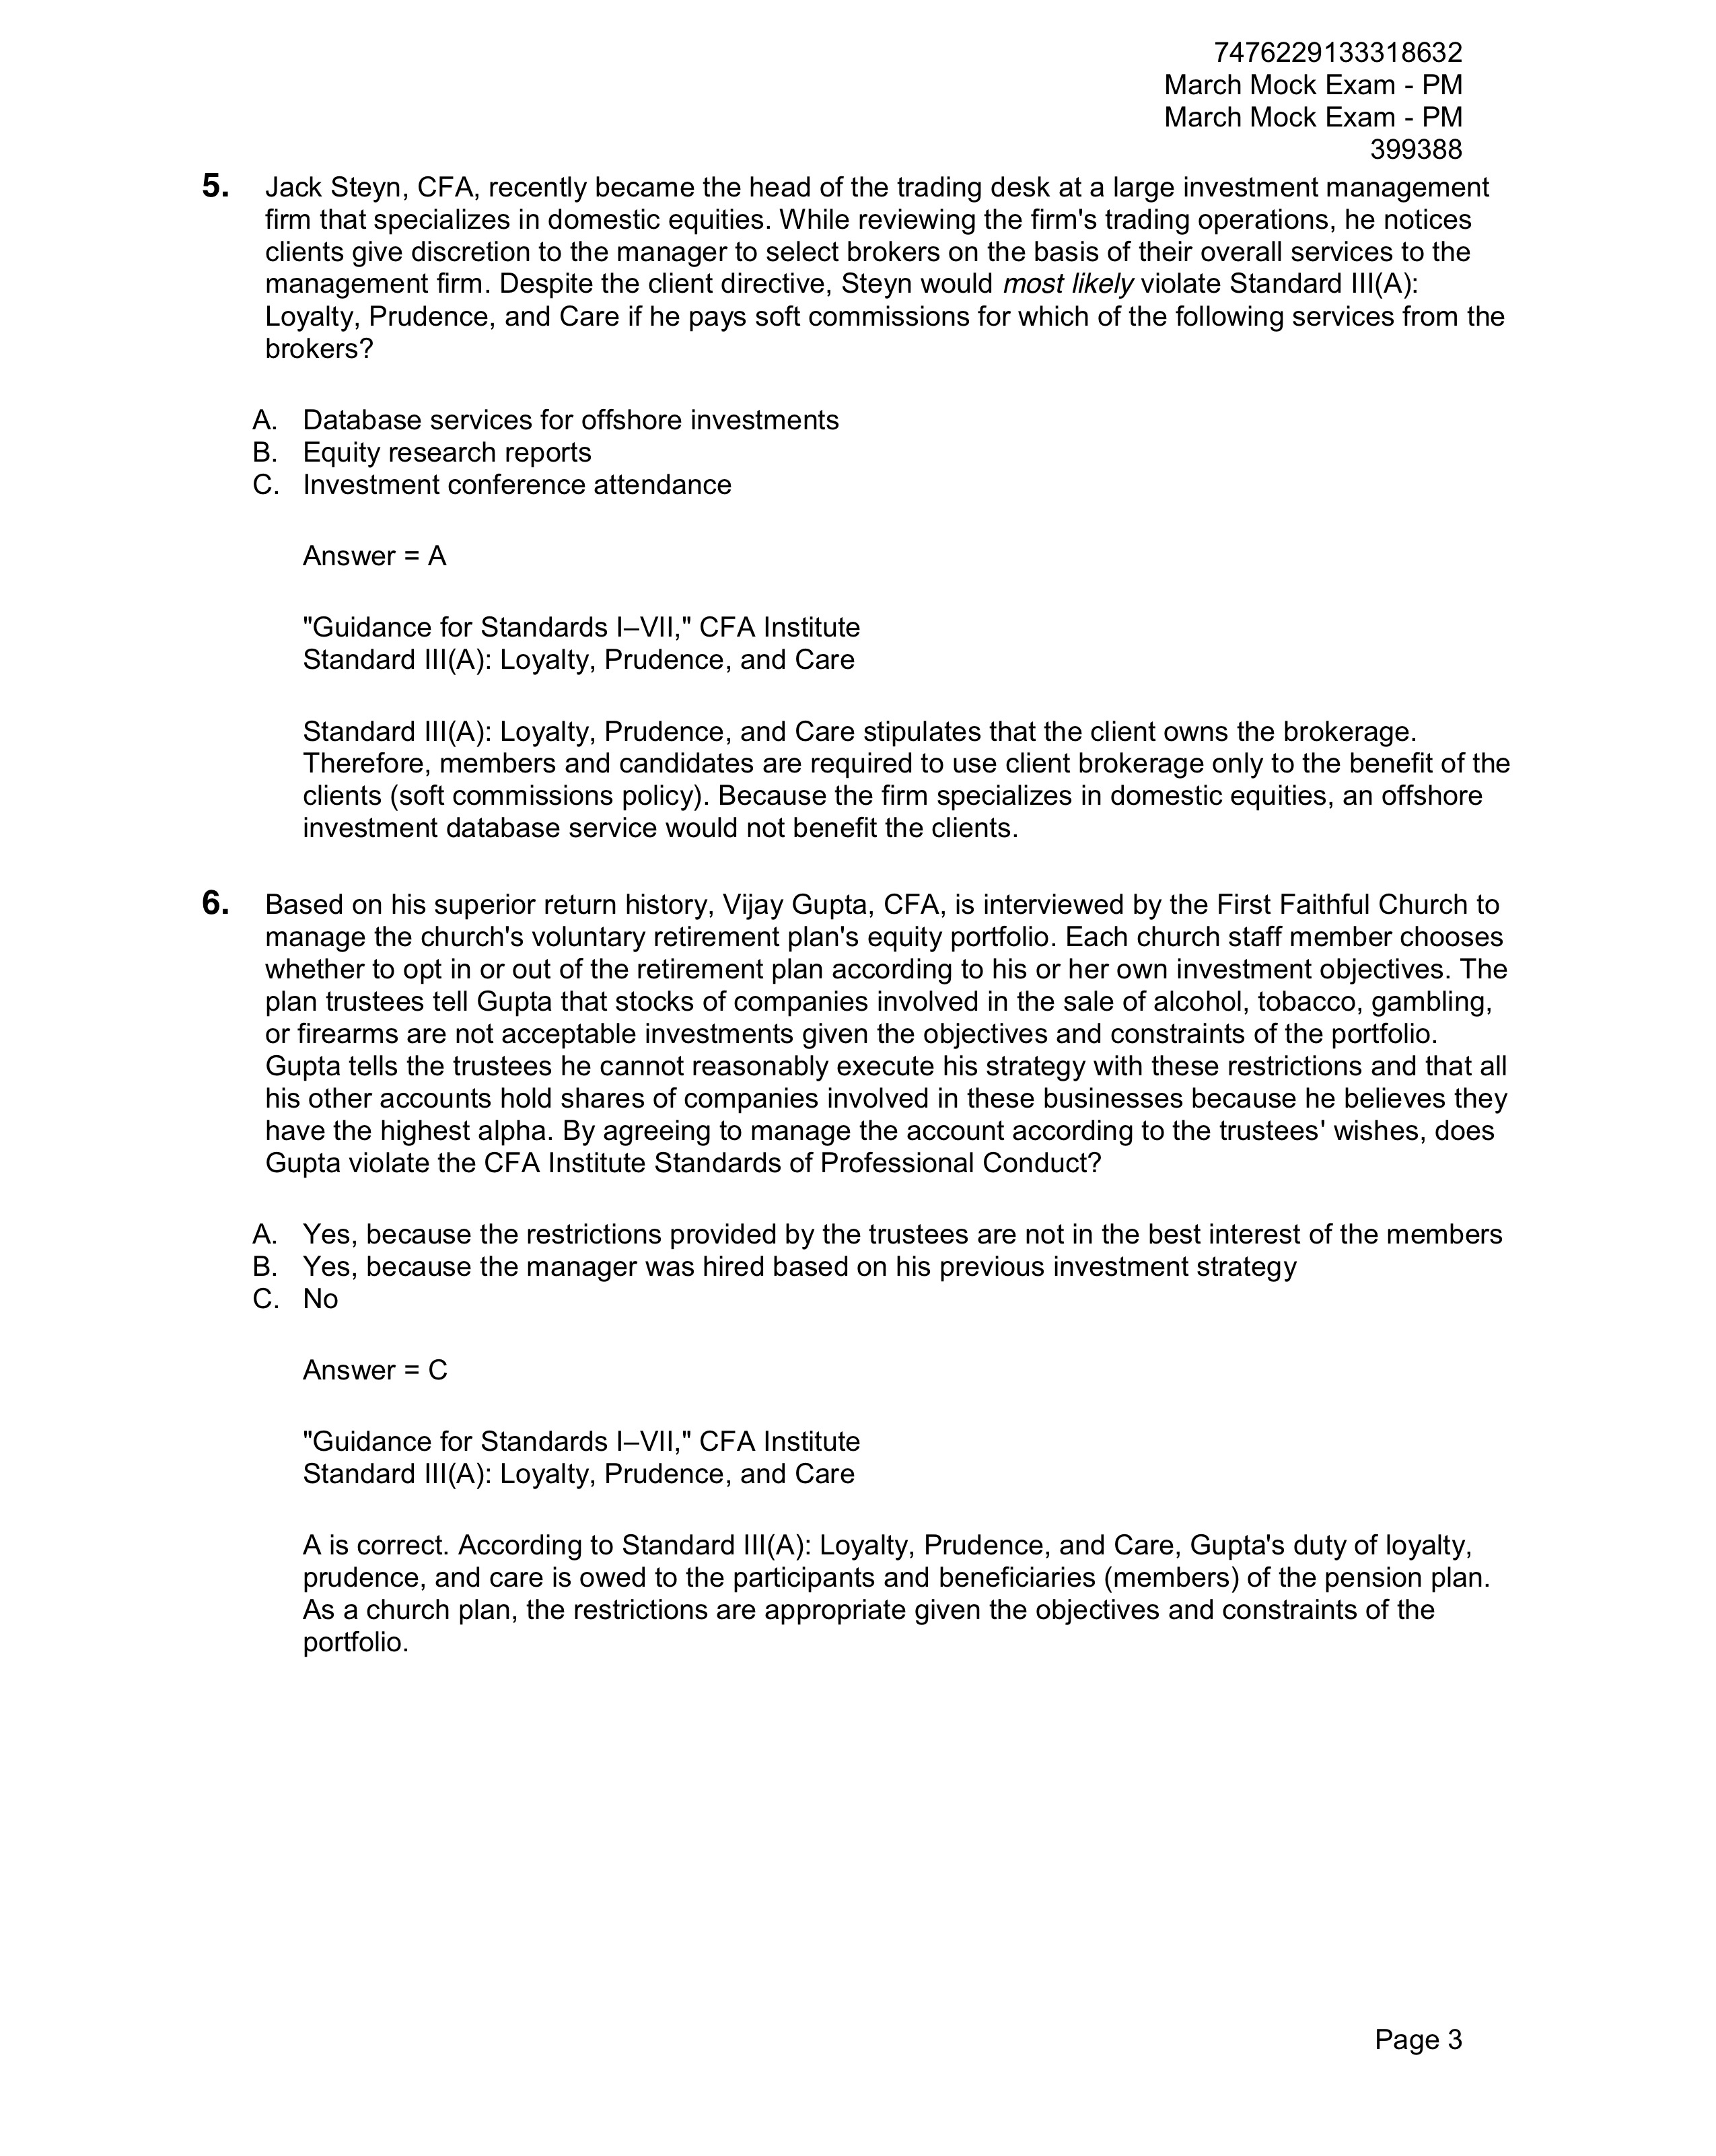 7476229133318632
March Mock Exam - PM
March Mock Exam - PM
399388
5. Jack Steyn, CFA, recently became the head of the trading desk at a large investment management
firm that specializes in domestic equities. While reviewing the firm's trading operations, he notices
clients give discretion to the manager to select brokers on the basis of their overall services to the
management firm. Despite the client directive, Steyn would most likely violate Standard III(A):
Loyalty, Prudence, and Care if he pays soft commissions for which of the following services from the
brokers?
A. Database services for offshore investments
B. Equity research reports
C. Investment conference attendance
Answer = A
"Guidance for Standards I–VII," CFA Institute
Standard III(A): Loyalty, Prudence, and Care
Standard III(A): Loyalty, Prudence, and Care stipulates that the client owns the brokerage.
Therefore, members and candidates are required to use client brokerage only to the benefit of the
clients (soft commissions policy). Because the firm specializes in domestic equities, an offshore
investment database service would not benefit the clients.
6. Based on his superior return history, Vijay Gupta, CFA, is interviewed by the First Faithful Church to
manage the church's voluntary retirement plan's equity portfolio. Each church staff member chooses
whether to opt in or out of the retirement plan according to his or her own investment objectives. The
plan trustees tell Gupta that stocks of companies involved in the sale of alcohol, tobacco, gambling,
or firearms are not acceptable investments given the objectives and constraints of the portfolio.
Gupta tells the trustees he cannot reasonably execute his strategy with these restrictions and that all
his other accounts hold shares of companies involved in these businesses because he believes they
have the highest alpha. By agreeing to manage the account according to the trustees' wishes, does
Gupta violate the CFA Institute Standards of Professional Conduct?
A. Yes, because the restrictions provided by the trustees are not in the best interest of the members
B. Yes, because the manager was hired based on his previous investment strategy
C. No
Answer = C
"Guidance for Standards I–VII," CFA Institute
Standard III(A): Loyalty, Prudence, and Care
A is correct. According to Standard III(A): Loyalty, Prudence, and Care, Gupta's duty of loyalty,
prudence, and care is owed to the participants and beneficiaries (members) of the pension plan.
As a church plan, the restrictions are appropriate given the objectives and constraints of the
portfolio.
Page 3